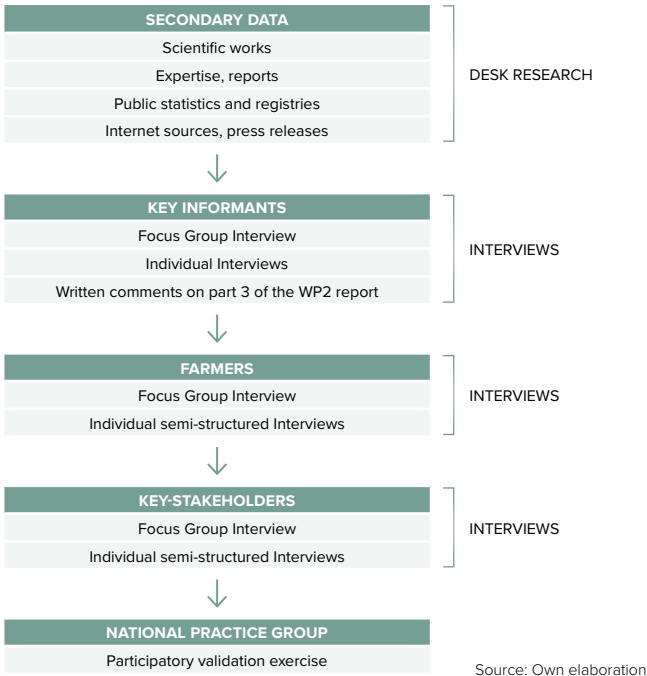 SECONDARY DATA
Scientific works
Expertise, reports
Public statistics and registries
Internet sources, press releases
DESK RESEARCH
KEY INFORMANTS
Focus Group Interview
Individual Interviews
Written comments on part 3 of the WP2 report
INTERVIEWS
FARMERS
Focus Group Interview
Individual semi-structured Interviews
INTERVIEWS
KEY-STAKEHOLDERS
Focus Group Interview
Individual semi-structured Interviews
INTERVIEWS
NATIONAL PRACTICE GROUP
Participatory validation exercise
Source: Own elaboration